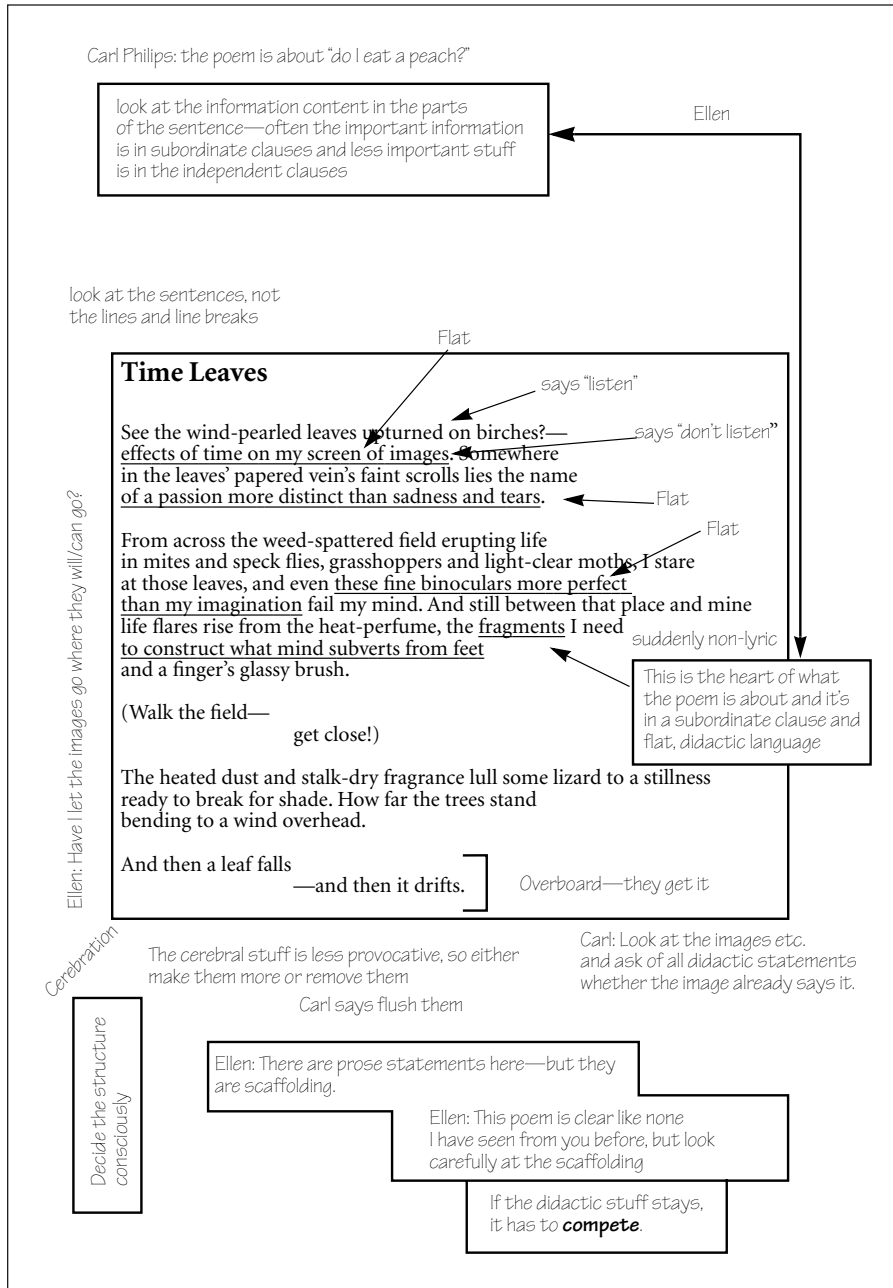 Carl Philips: the poem is about “do I eat a peach?”
look at the information content in the parts
of the sentence—often the important information
is in subordinate clauses and less important stuff
is in the independent clauses
Ellen
look at the sentences, not
the lines and line breaks
Flat
Time Leaves
says “listen”
See the wind-pearled leaves upturned on birches?—
says “don’t listen”
effects of time on my screen of images. Somewhere
in the leaves’ papered vein’s faint scrolls lies the name
of a passion more distinct than sadness and tears.
Flat
Flat
From across the weed-spattered field erupting life
in mites and speck flies, grasshoppers and light-clear moths, I stare
at those leaves, and even these fine binoculars more perfect
than my imagination fail my mind. And still between that place and mine
life flares rise from the heat-perfume, the fragments I need
to construct what mind subverts from feet
and a finger’s glassy brush.
suddenly non-lyric
This is the heart of what
the poem is about and it’s
in a subordinate clause and
flat, didactic language
(Walk the field—
get close!)
The heated dust and stalk-dry fragrance lull some lizard to a stillness
ready to break for shade. How far the trees stand
bending to a wind overhead.
And then a leaf falls
—and then it drifts.
Overboard—they get it
Ellen: Have I let the images go where they will/can go?
Cerebration
The cerebral stuff is less provocative, so either
make them more or remove them
Carl says flush them
Carl: Look at the images etc.
and ask of all didactic statements
whether the image already says it.
Decide the structure
consciously
Ellen: There are prose statements here—but they
are scaffolding.
Ellen: This poem is clear like none
I have seen from you before, but look
carefully at the scaffolding
If the didactic stuff stays,
it has to compete.